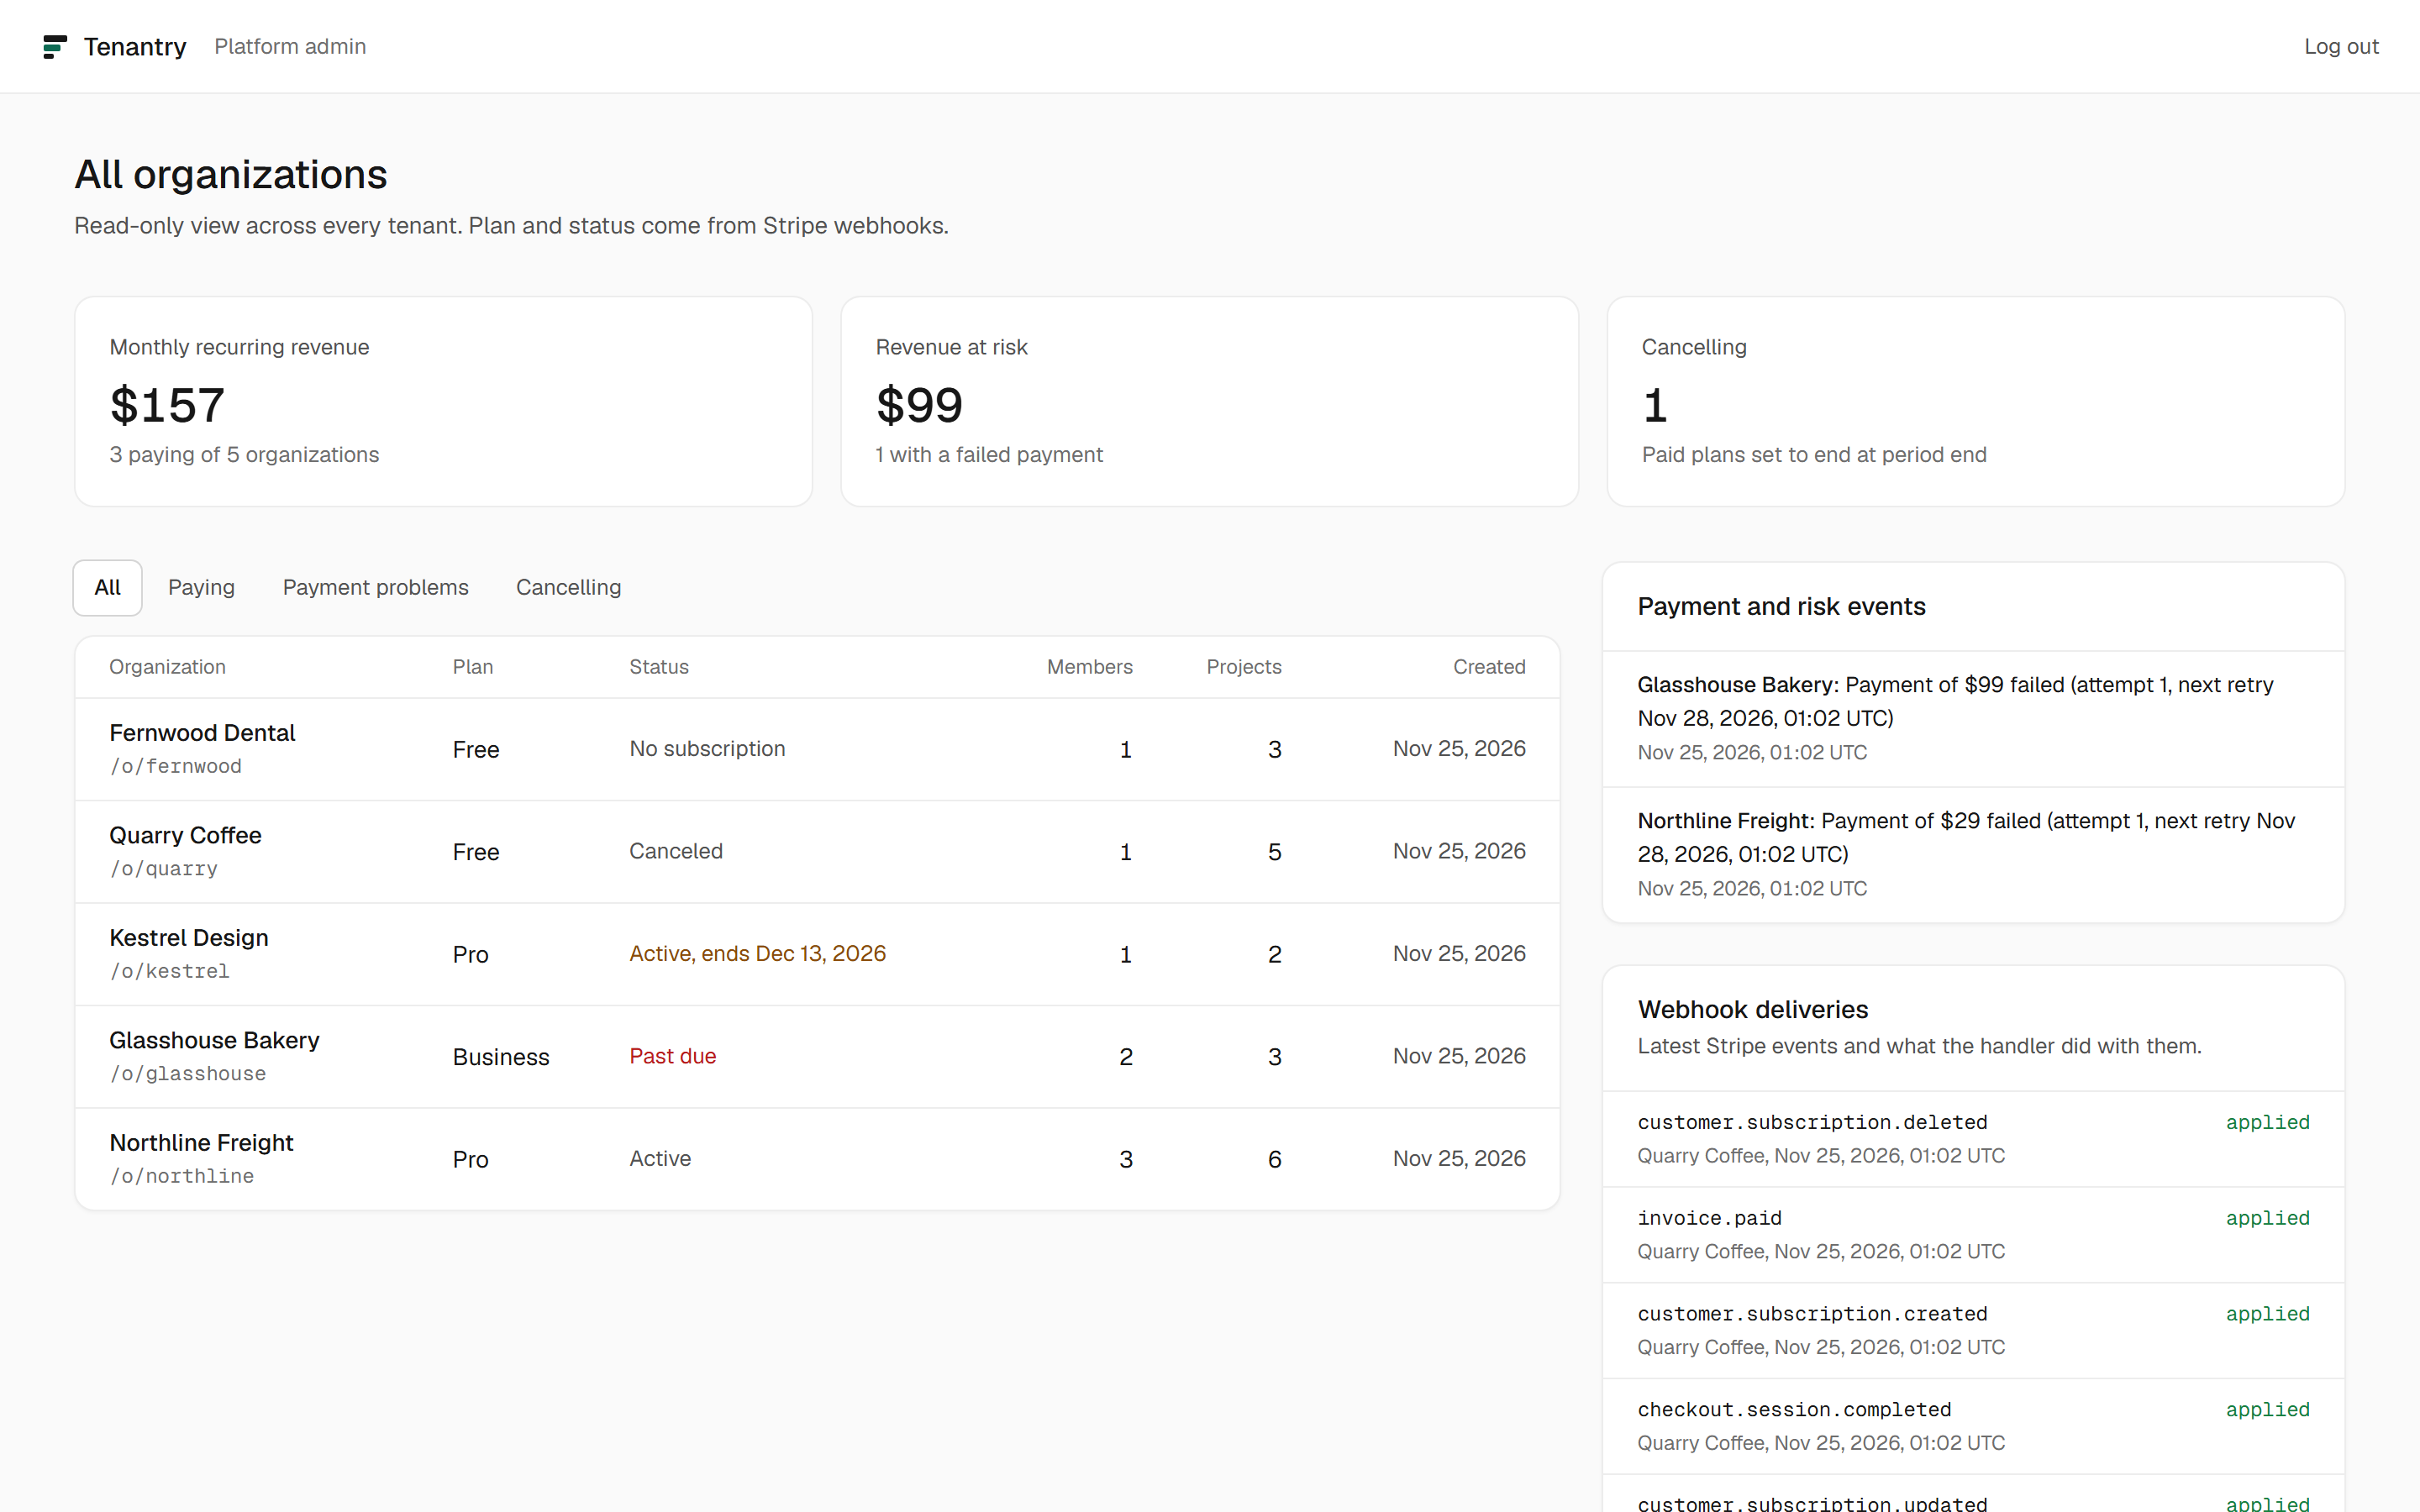 Tenantry Platform admin Log out
All organizations
Read-only view across every tenant. Plan and status come from Stripe webhooks.
Monthly recurring revenue
$157
3 paying of 5 organizations
Revenue at risk
$99
1 with a failed payment
Cancelling
1
Paid plans set to end at period end
All Paying Payment problems Cancelling
Organization Plan Status Members Projects Created
Fernwood Dental
/o/fernwood
Free No subscription 1 3 Nov 25, 2026
Quarry Coffee
/o/quarry
Free Canceled 1 5 Nov 25, 2026
Kestrel Design
/o/kestrel
Pro Active, ends Dec 13, 2026 1 2 Nov 25, 2026
Glasshouse Bakery
/o/glasshouse
Business Past due 2 3 Nov 25, 2026
Northline Freight
/o/northline
Pro Active 3 6 Nov 25, 2026
Payment and risk events
Glasshouse Bakery: Payment of $99 failed (attempt 1, next retry
Nov 28, 2026, 01:02 UTC)
Nov 25, 2026, 01:02 UTC
Northline Freight: Payment of $29 failed (attempt 1, next retry Nov
28, 2026, 01:02 UTC)
Nov 25, 2026, 01:02 UTC
Webhook deliveries
Latest Stripe events and what the handler did with them.
customer.subscription.deleted applied
Quarry Coffee, Nov 25, 2026, 01:02 UTC
invoice.paid applied
Quarry Coffee, Nov 25, 2026, 01:02 UTC
customer.subscription.created applied
Quarry Coffee, Nov 25, 2026, 01:02 UTC
checkout.session.completed applied
Quarry Coffee, Nov 25, 2026, 01:02 UTC
customer.subscription.updated applied